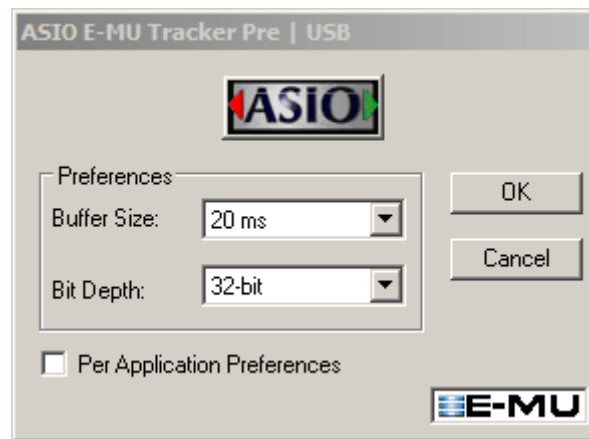 ASIO E-MU Tracker Pre | USB
ASIO
Preferences
Buffer Size: 20 ms
Bit Depth: 32-bit
OK
Cancel
Per Application Preferences
E-MU